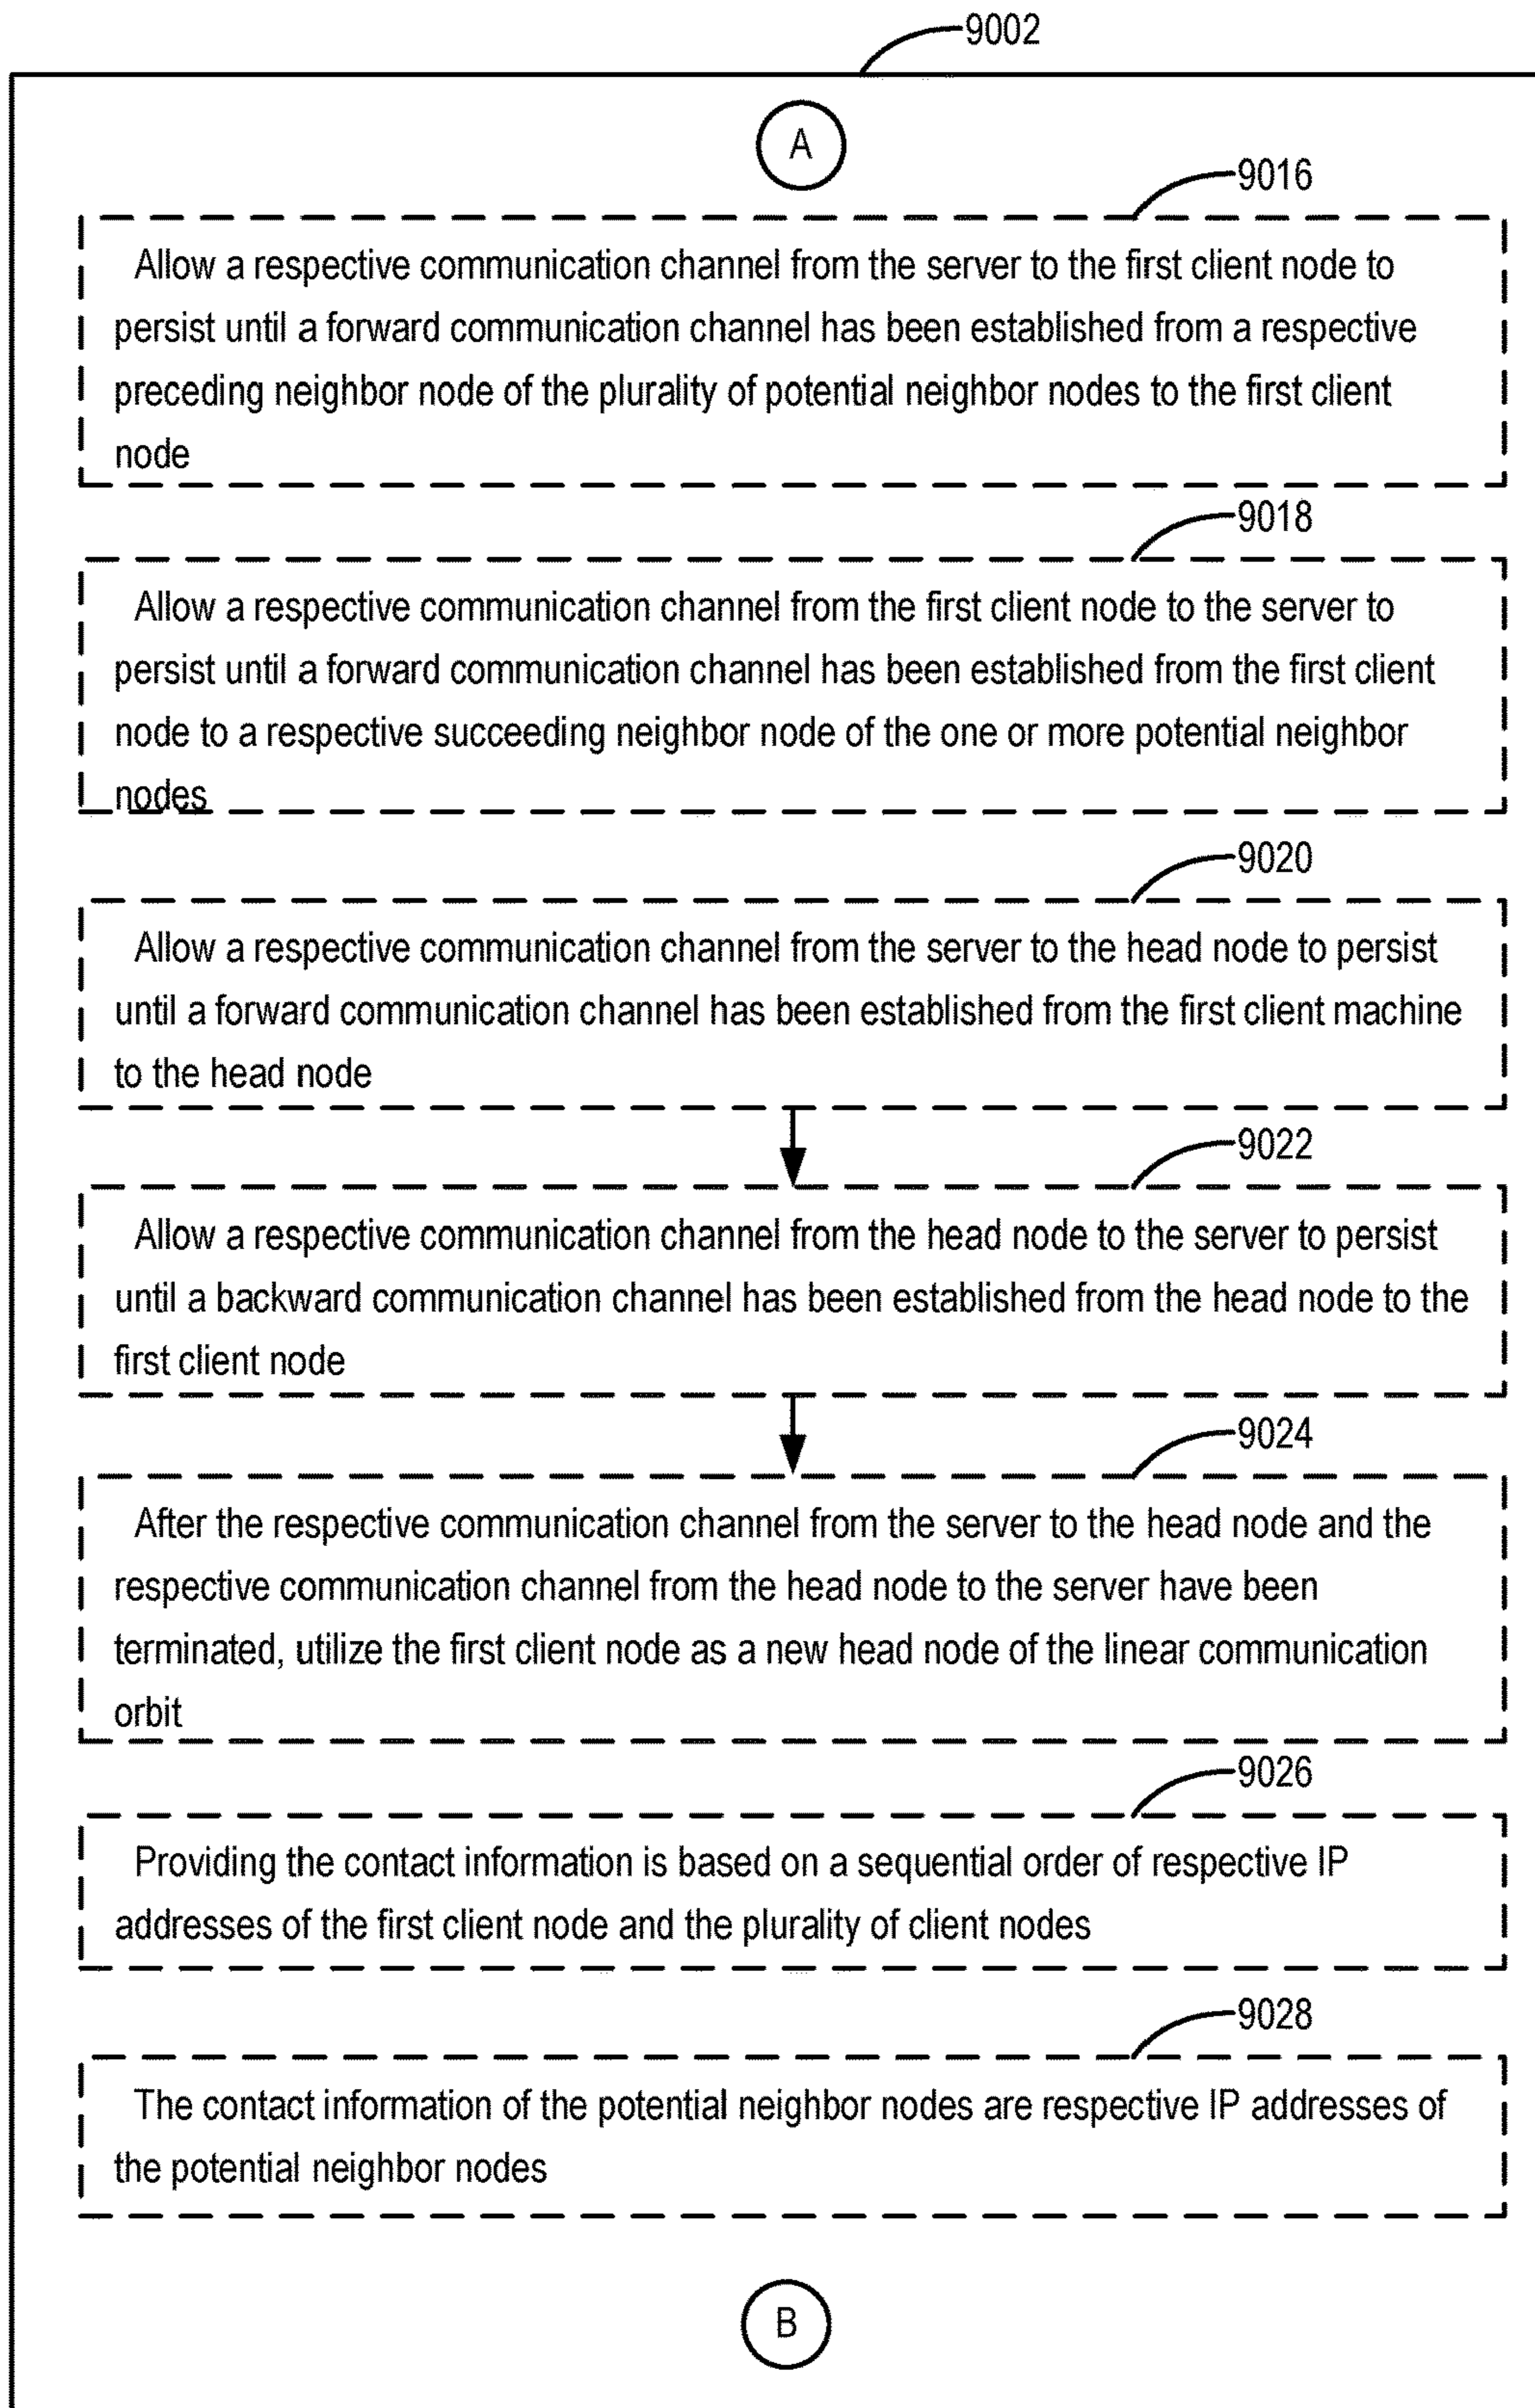 9002
A
9016
Allow a respective communication channel from the server to the first client node to
persist until a forward communication channel has been established from a respective
preceding neighbor node of the plurality of potential neighbor nodes to the first client
node
9018
Allow a respective communication channel from the first client node to the server to
persist until a forward communication channel has been established from the first client
node to a respective succeeding neighbor node of the one or more potential neighbor
nodes
9020
Allow a respective communication channel from the server to the head node to persist
until a forward communication channel has been established from the first client machine
to the head node
9022
Allow a respective communication channel from the head node to the server to persist
until a backward communication channel has been established from the head node to the
first client node
9024
After the respective communication channel from the server to the head node and the
respective communication channel from the head node to the server have been
terminated, utilize the first client node as a new head node of the linear communication
orbit
9026
Providing the contact information is based on a sequential order of respective IP
addresses of the first client node and the plurality of client nodes
9028
The contact information of the potential neighbor nodes are respective IP addresses of
the potential neighbor nodes
B